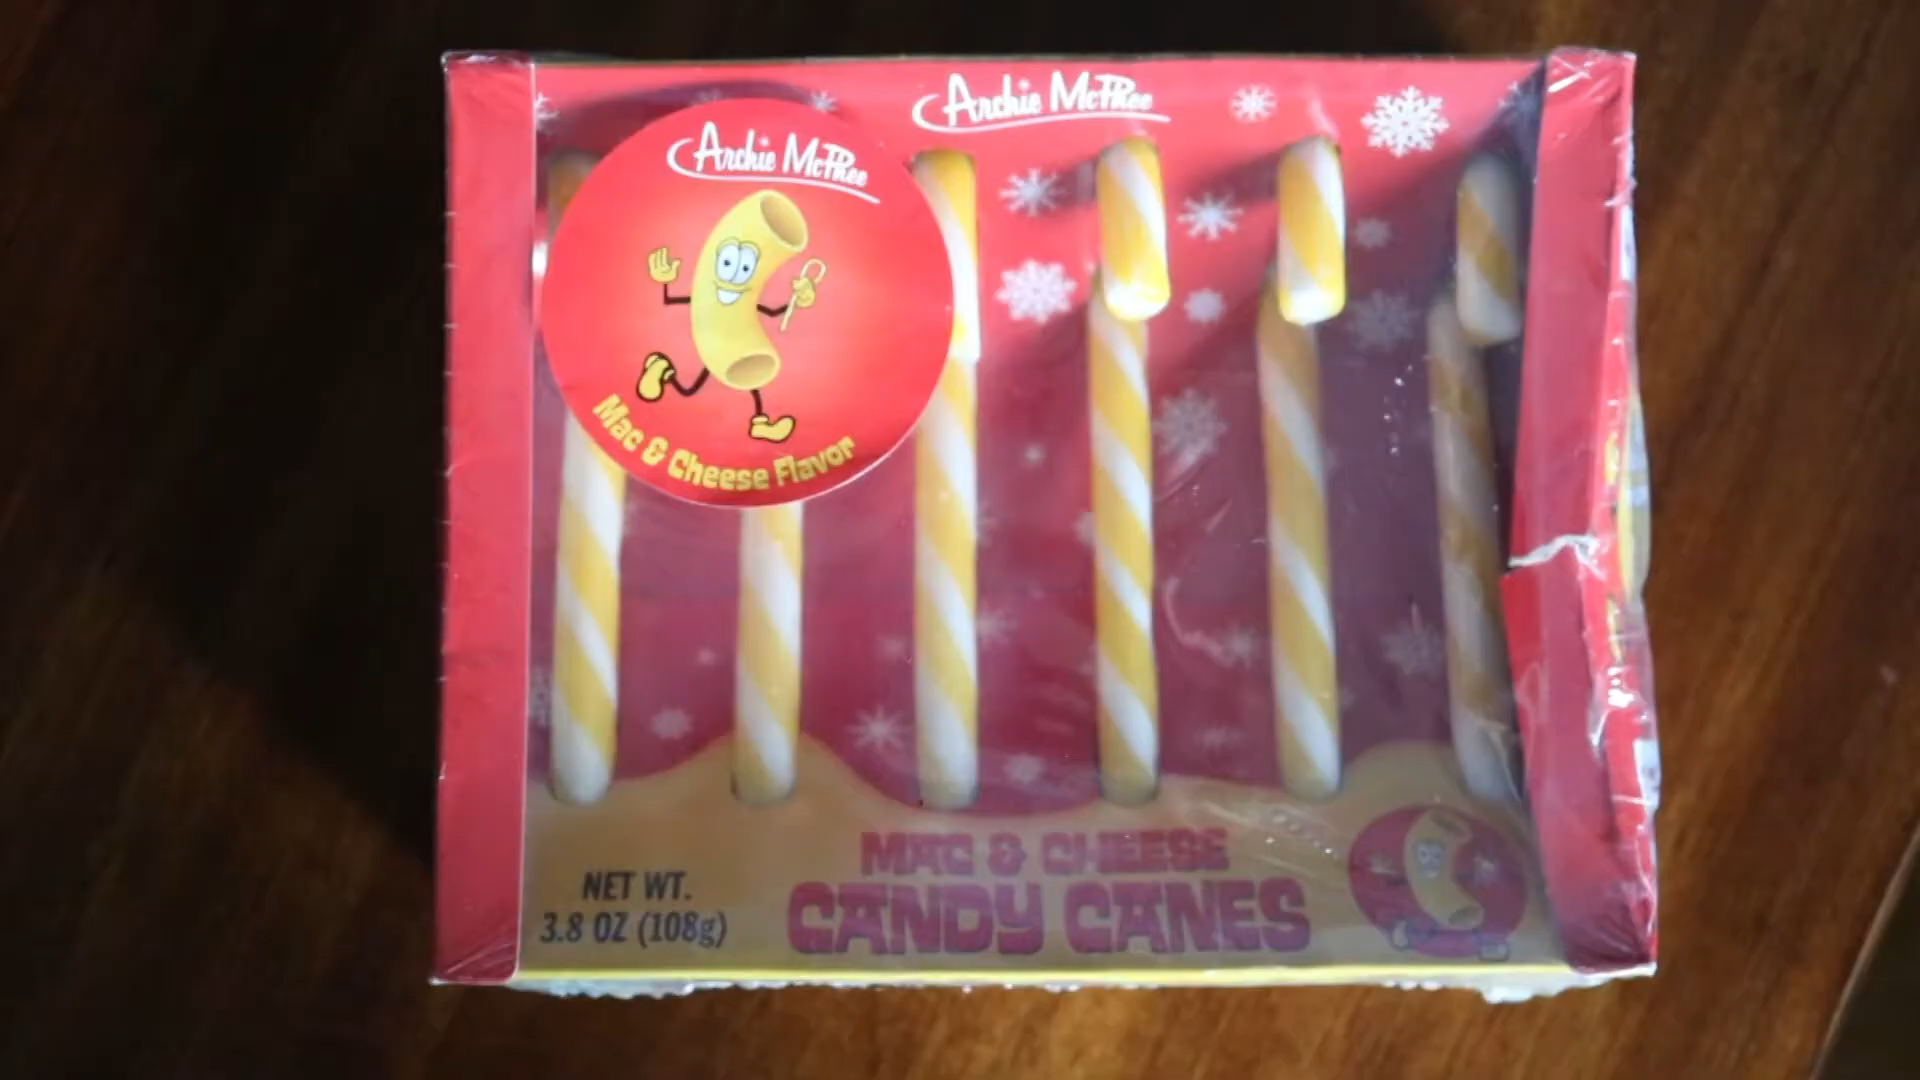 Archie McPhee
Archie McPhee
Mac & Cheese Flavor
MAC & CHEESE
CANDY CANES
NET WT.
3.8 OZ (108g)